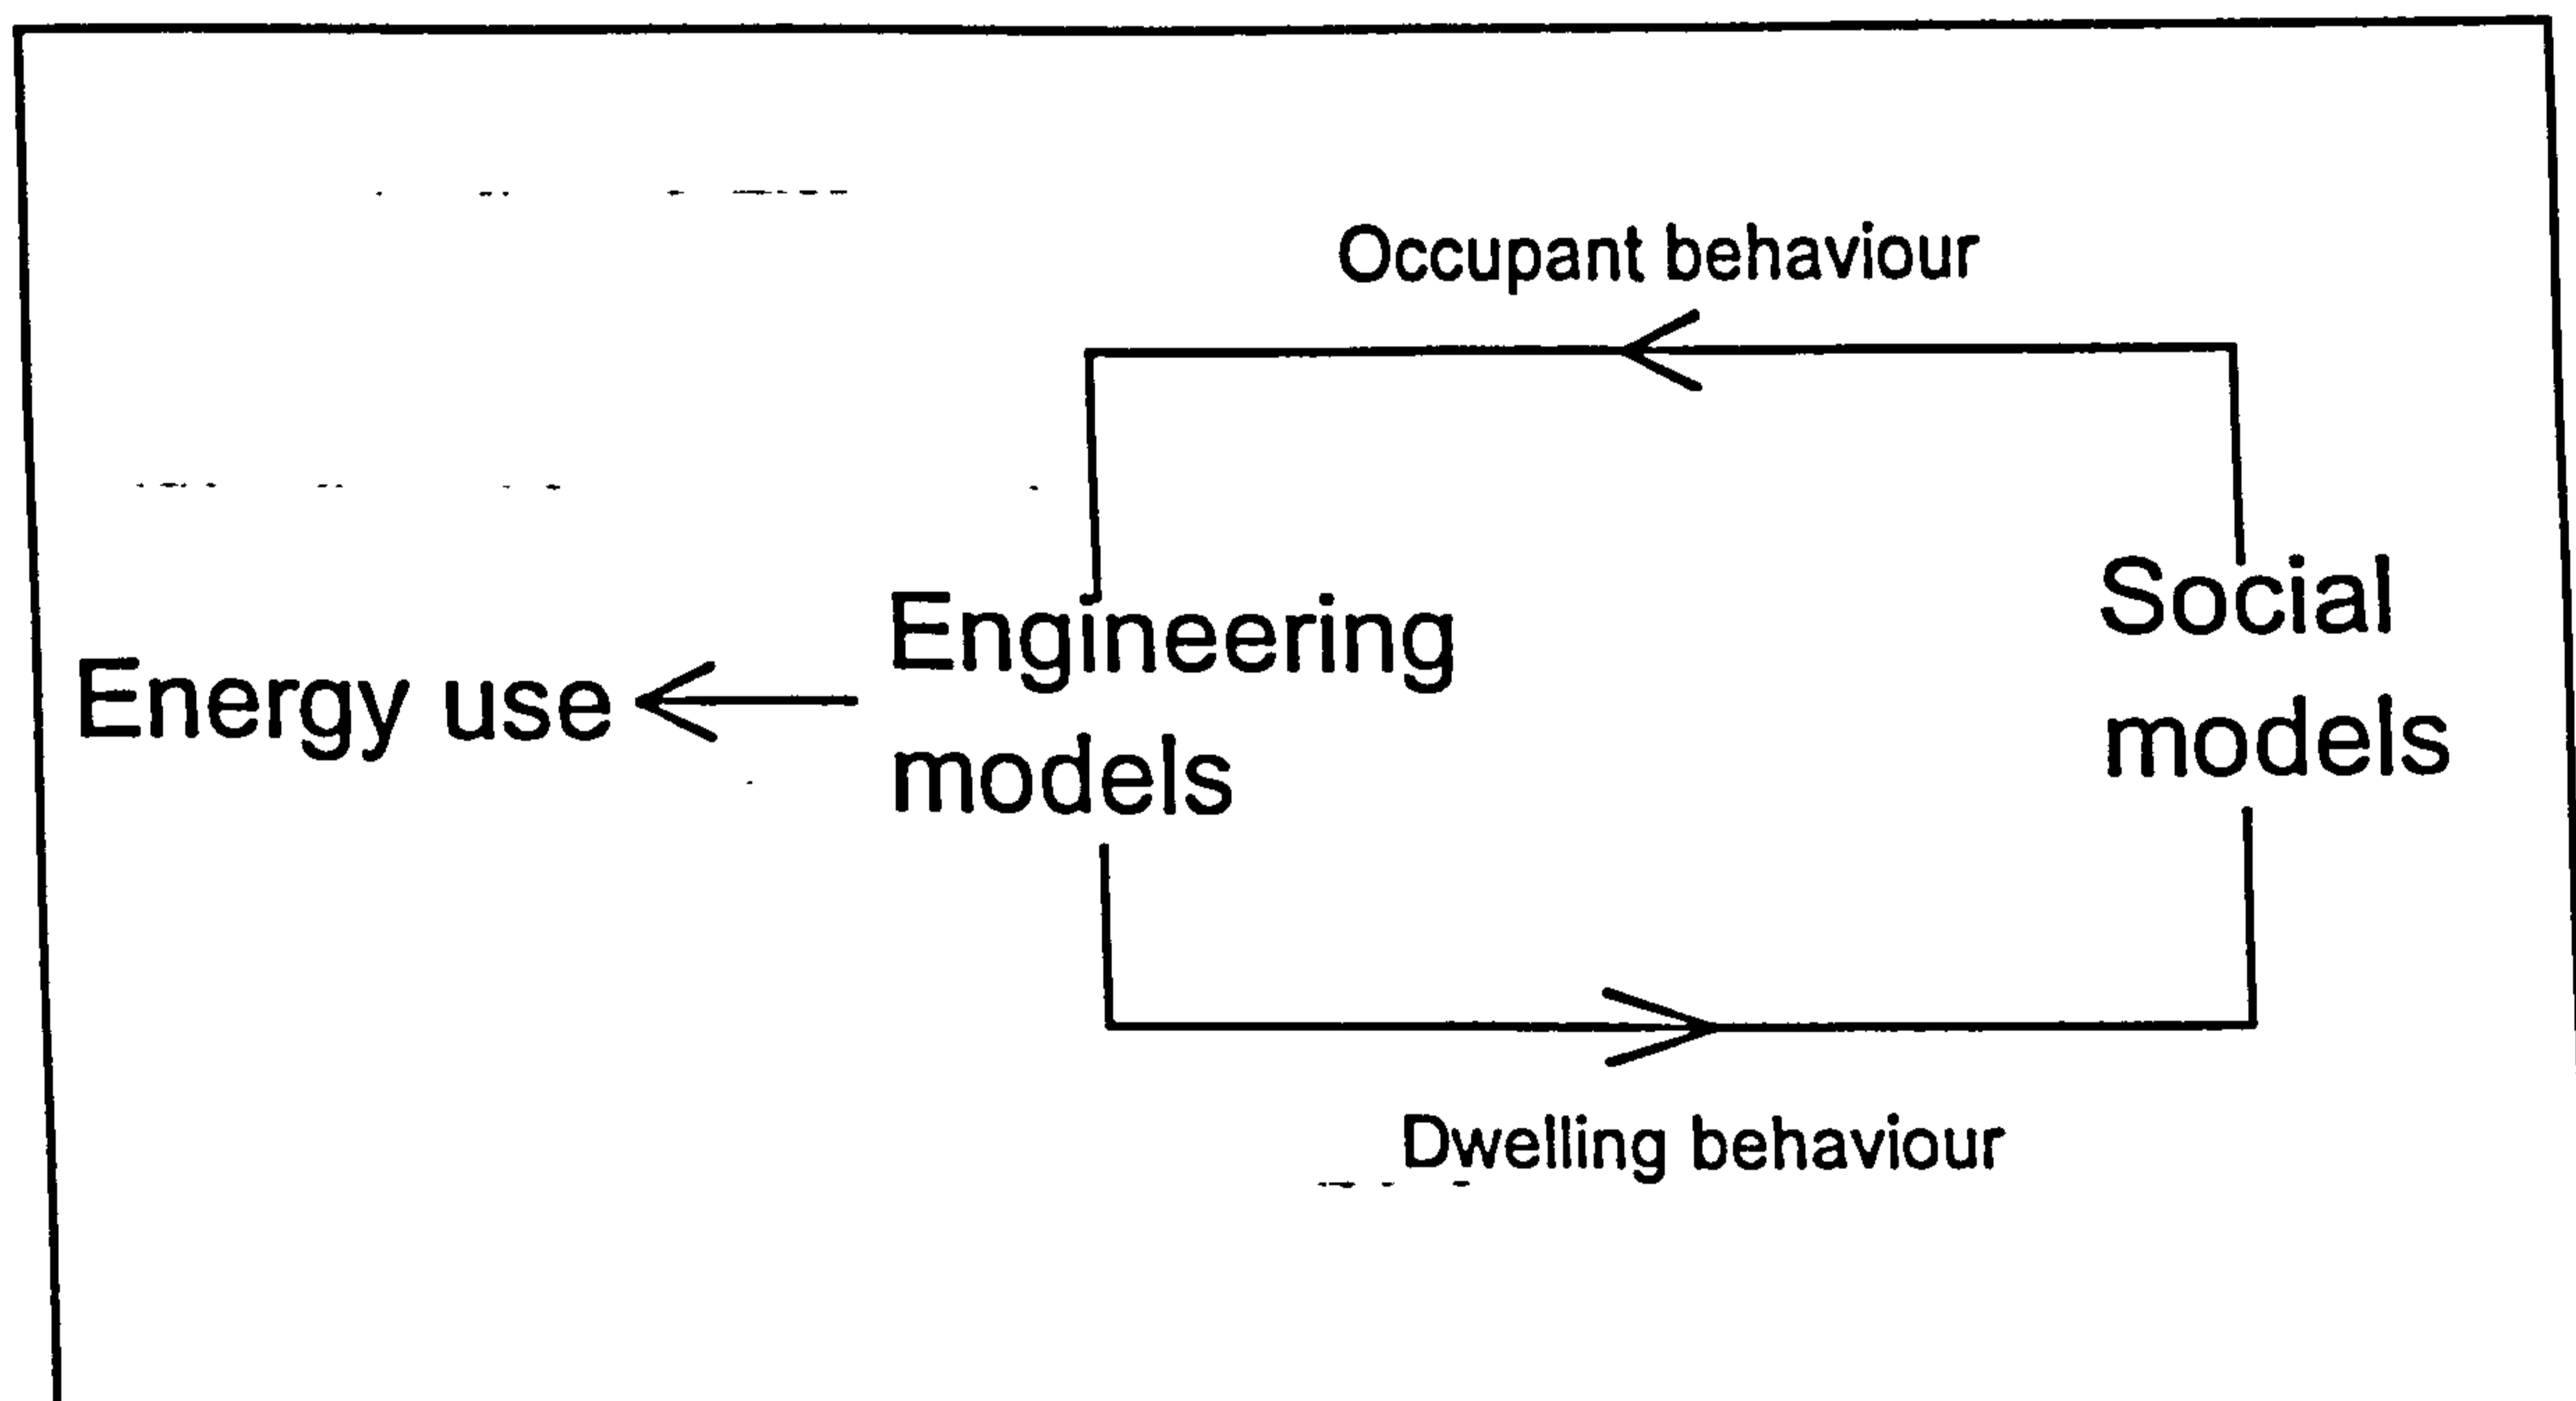 Occupant behaviour
Energy use
Engineering
models
Social
models
Dwelling behaviour